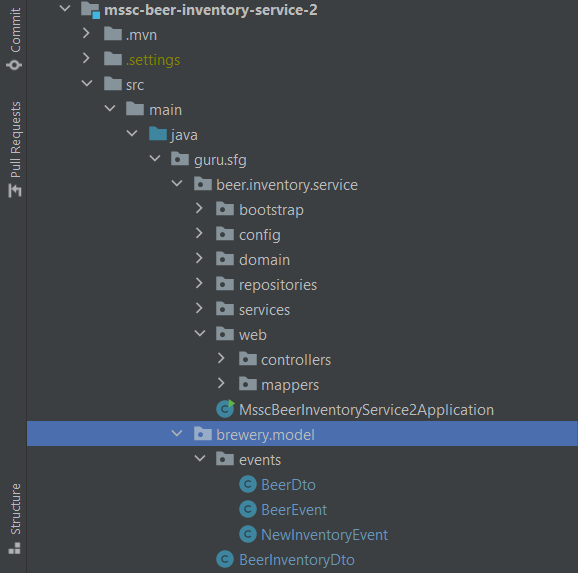 mssc-beer-inventory-service-2
.mvn
.settings
src
main
java
guru.sfg
beer.inventory.service
bootstrap
config
domain
repositories
services
web
controllers
mappers
MsscBeerInventoryService2Application
brewery.model
events
BeerDto
BeerEvent
NewInventoryEvent
BeerInventoryDto
Commit
Pull Requests
Structure